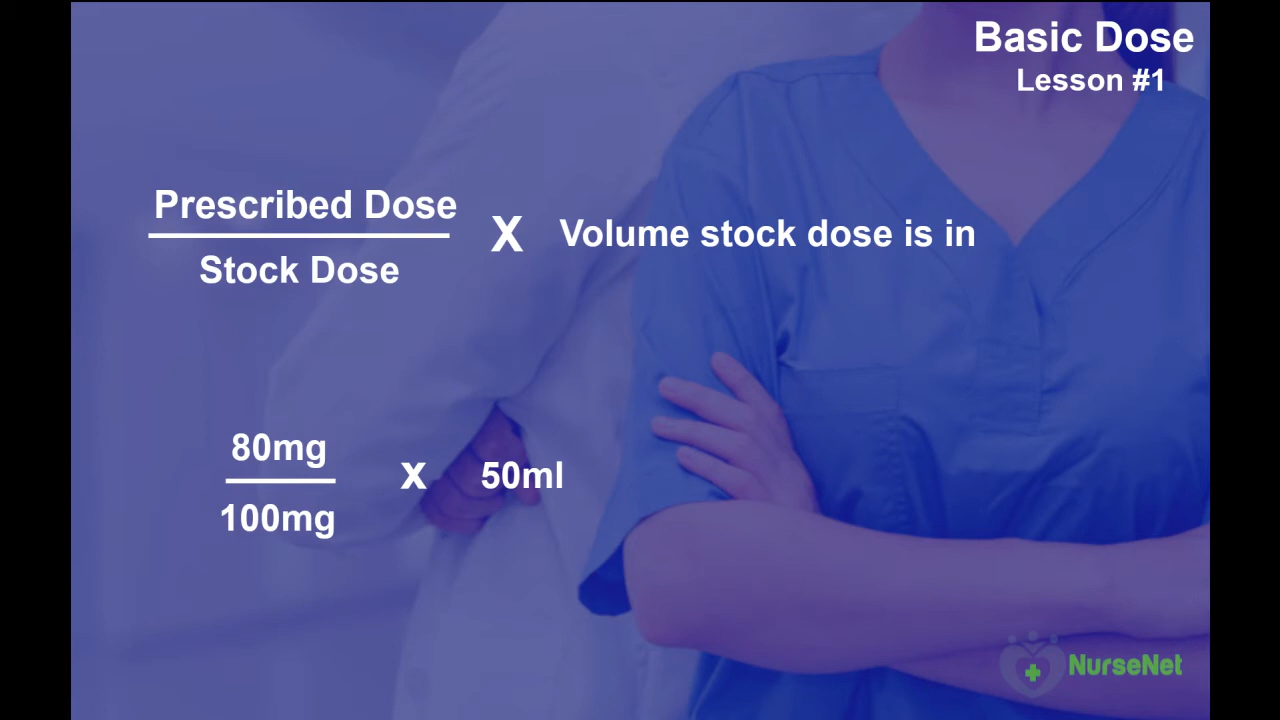 Basic Dose
Lesson #1
Prescribed Dose
Stock Dose
X
Volume stock dose is in
80mg
100mg
x
50ml
NurseNet